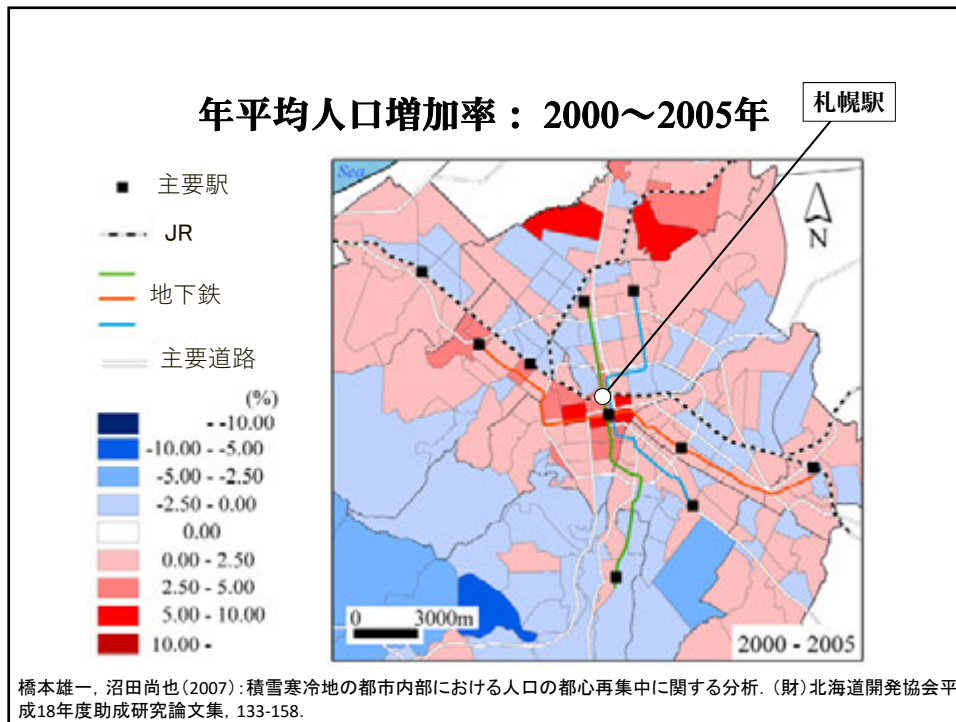 年平均人口増加率： 2000～2005年
札幌駅
主要駅
JR
地下鉄
主要道路
(%)
- -10.00
-10.00 - -5.00
-5.00 - -2.50
-2.50 - 0.00
0.00
0.00 - 2.50
2.50 - 5.00
5.00 - 10.00
10.00 -
Sea
N
0 3000m
2000 - 2005
橋本雄一，沼田尚也（2007）：積雪寒冷地の都市内部における人口の都心再集中に関する分析．（財）北海道開発協会平
成18年度助成研究論文集，133-158.